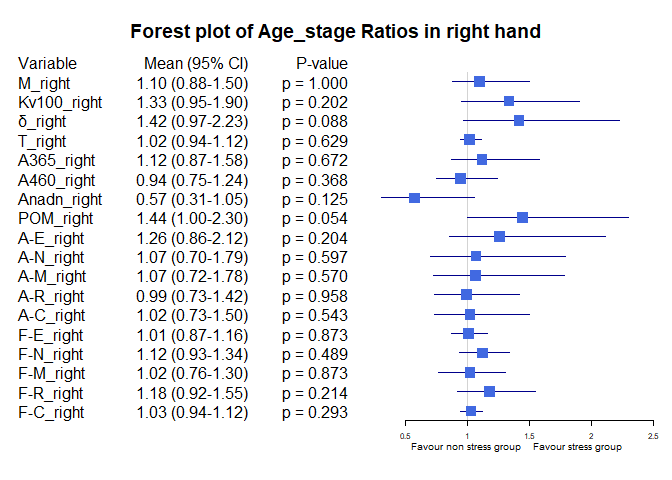 Forest plot of Age_stage Ratios in right hand
Variable Mean (95% CI) P-value
M_right 1.10 (0.88-1.50) p = 1.000
Kv100_right 1.33 (0.95-1.90) p = 0.202
δ_right 1.42 (0.97-2.23) p = 0.088
T_right 1.02 (0.94-1.12) p = 0.629
A365_right 1.12 (0.87-1.58) p = 0.672
A460_right 0.94 (0.75-1.24) p = 0.368
Anadn_right 0.57 (0.31-1.05) p = 0.125
POM_right 1.44 (1.00-2.30) p = 0.054
A-E_right 1.26 (0.86-2.12) p = 0.204
A-N_right 1.07 (0.70-1.79) p = 0.597
A-M_right 1.07 (0.72-1.78) p = 0.570
A-R_right 0.99 (0.73-1.42) p = 0.958
A-C_right 1.02 (0.73-1.50) p = 0.543
F-E_right 1.01 (0.87-1.16) p = 0.873
F-N_right 1.12 (0.93-1.34) p = 0.489
F-M_right 1.02 (0.76-1.30) p = 0.873
F-R_right 1.18 (0.92-1.55) p = 0.214
F-C_right 1.03 (0.94-1.12) p = 0.293
0.5 1 1.5 2 2.5
Favour non stress group Favour stress group